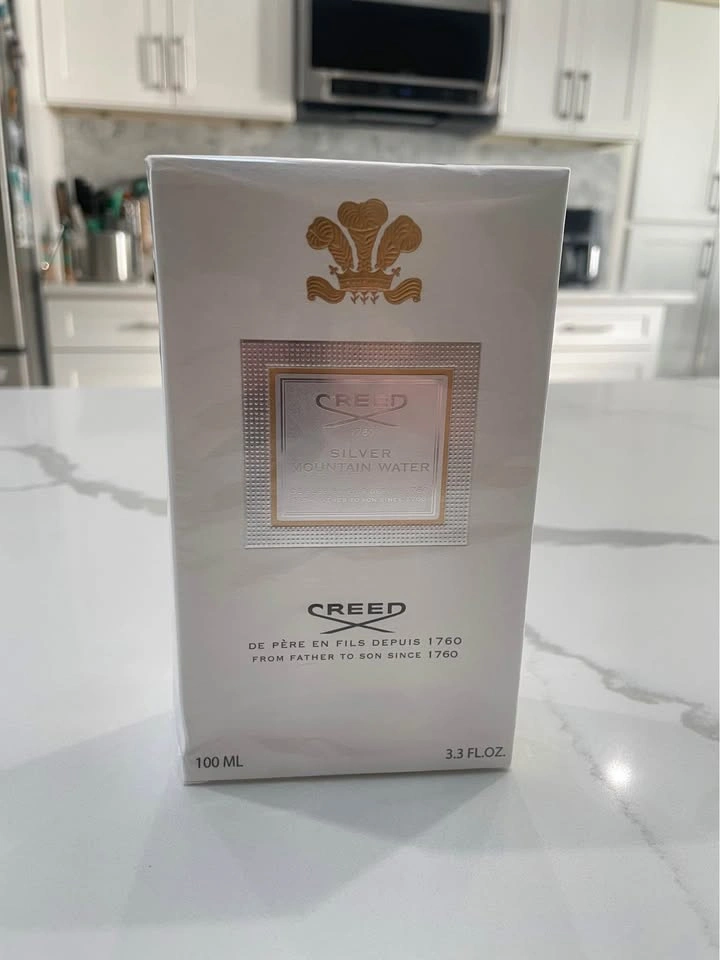 CREED
1760
SILVER
MOUNTAIN WATER
CREED
DE PÈRE EN FILS DEPUIS 1760
FROM FATHER TO SON SINCE 1760
100 ML
3.3 FL.OZ.